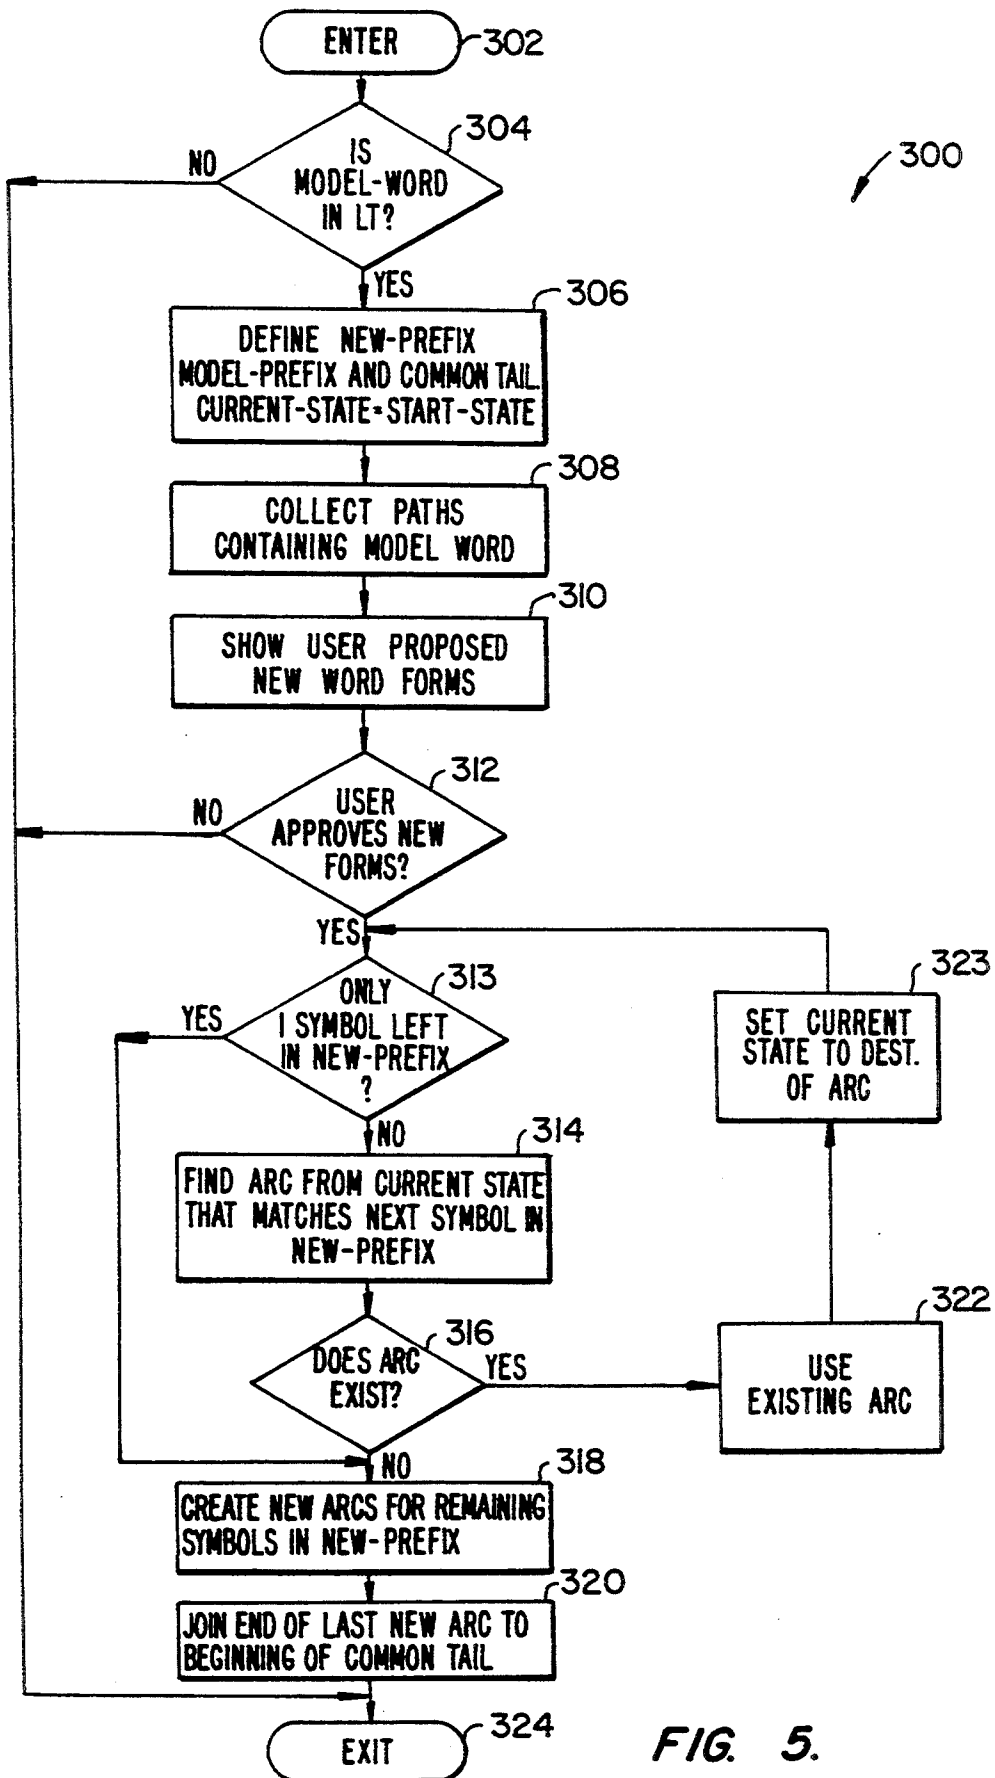 ENTER
302
304
300
IS
MODEL-WORD
IN LT?
NO
YES
306
DEFINE NEW-PREFIX
MODEL-PREFIX AND COMMON TAIL
CURRENT-STATE=START-STATE
308
COLLECT PATHS
CONTAINING MODEL WORD
310
SHOW USER PROPOSED
NEW WORD FORMS
312
NO
USER
APPROVES NEW
FORMS?
YES
313
YES
ONLY
1 SYMBOL LEFT
IN NEW-PREFIX
?
323
SET CURRENT
STATE TO DEST.
OF ARC
NO
314
FIND ARC FROM CURRENT STATE
THAT MATCHES NEXT SYMBOL IN
NEW-PREFIX
316
DOES ARC
EXIST?
YES
322
USE
EXISTING ARC
NO
318
CREATE NEW ARCS FOR REMAINING
SYMBOLS IN NEW-PREFIX
320
JOIN END OF LAST NEW ARC TO
BEGINNING OF COMMON TAIL
324
EXIT
FIG. 5.